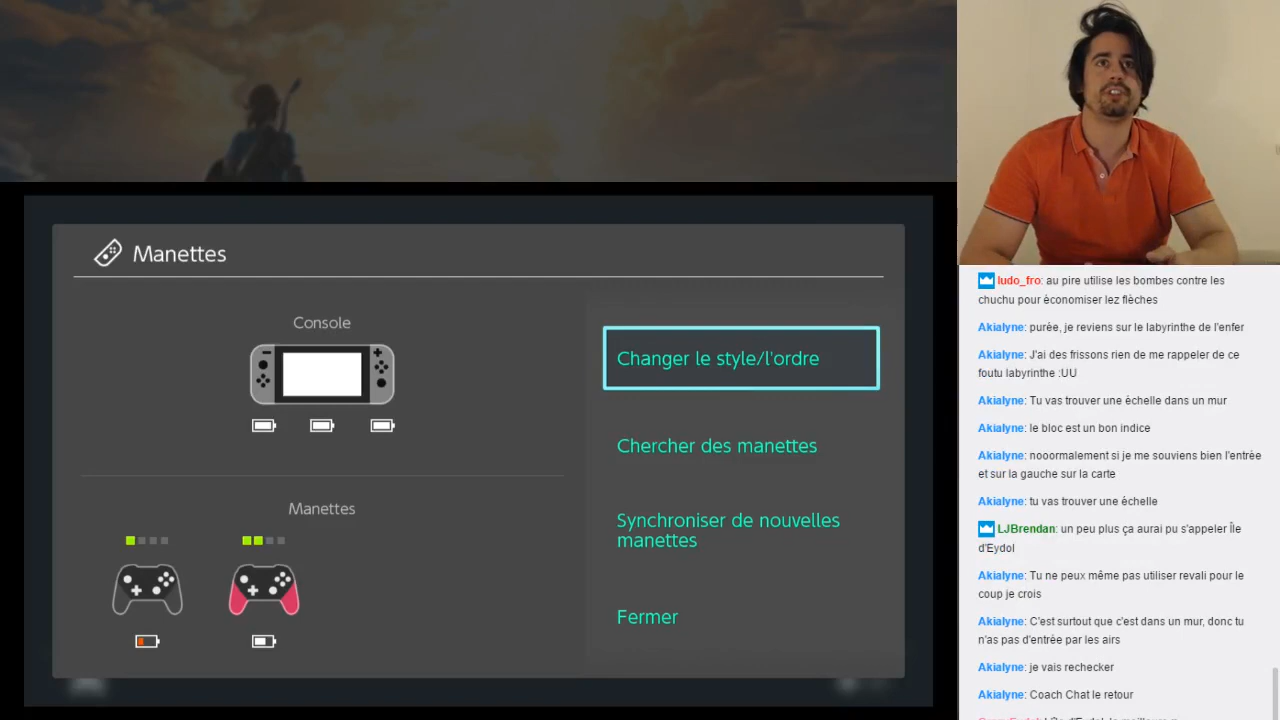 Manettes
Console
Changer le style/l'ordre
Chercher des manettes
Manettes
Synchroniser de nouvelles
manettes
Fermer
ludo_fro: au pire utilise les bombes contre les
chuchu pour économiser lez flèches
Akialyne: purée, je reviens sur le labyrinthe de l'enfer
Akialyne: J'ai des frissons rien de me rappeler de ce
foutu labyrinthe :UU
Akialyne: Tu vas trouver une échelle dans un mur
Akialyne: le bloc est un bon indice
Akialyne: nooormalement si je me souviens bien l'entrée
et sur la gauche sur la carte
Akialyne: tu vas trouver une échelle
LJBrendan: un peu plus ça aurai pu s'appeler Île
d'Eydol
Akialyne: Tu ne peux même pas utiliser revali pour le
coup je crois
Akialyne: C'est surtout que c'est dans un mur, donc tu
n'as pas d'entrée par les airs
Akialyne: je vais rechecker
Akialyne: Coach Chat le retour